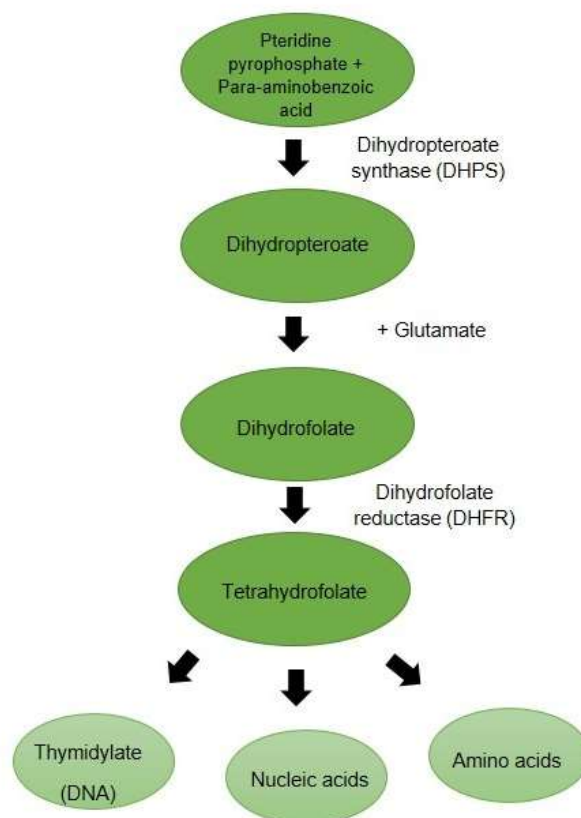 Pteridine
pyrophosphate +
Para-aminobenzoic
acid
Dihydropteroate
synthase (DHPS)
Dihydropteroate
+ Glutamate
Dihydrofolate
Dihydrofolate
reductase (DHFR)
Tetrahydrofolate
Thymidylate
(DNA)
Nucleic acids
Amino acids